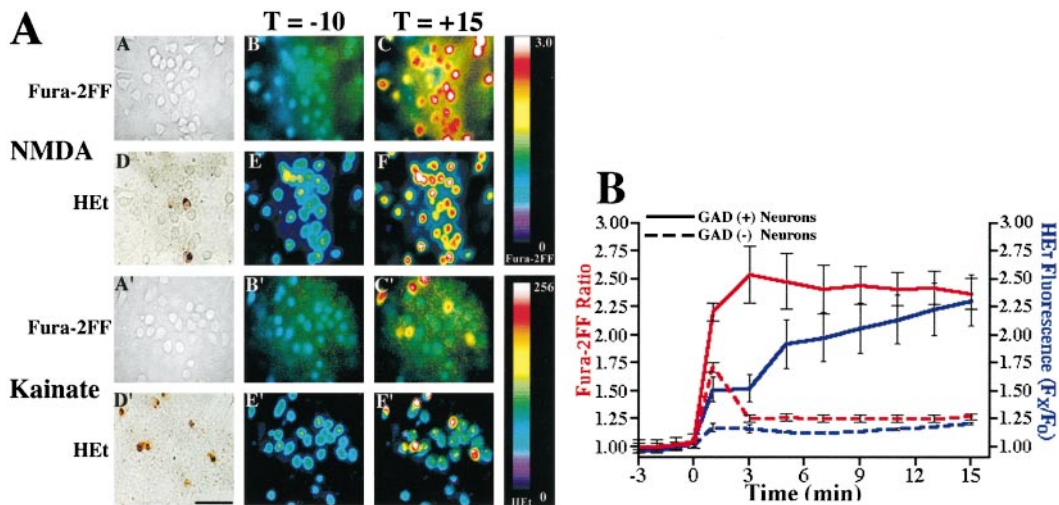 A
T = -10
T = +15
A
B
C
3.0
Fura-2FF
NMDA
D
E
F
HEt
0
Fura-2FF
A'
B'
C'
256
Fura-2FF
Kainate
D'
E'
F'
HEt
0
HEt
B
GAD (+) Neurons
GAD (-) Neurons
3.00
2.75
2.50
2.25
2.00
1.75
1.50
1.25
1.00
Fura-2FF Ratio
3.00
2.75
2.50
2.25
2.00
1.75
1.50
1.25
1.00
HET Fluorescence (FX/F0)
-3
0
3
6
9
12
15
Time (min)